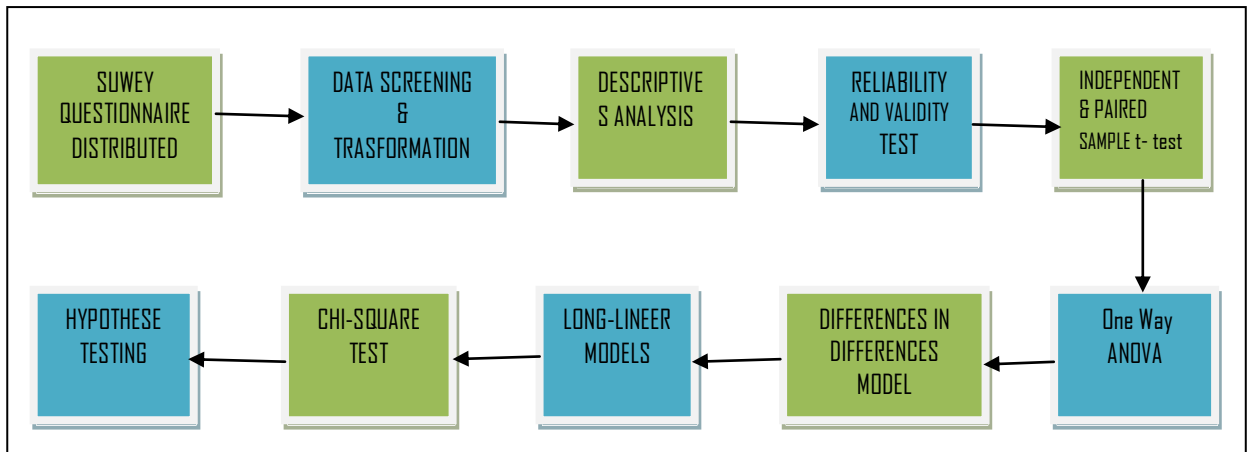 SUWEY
QUESTIONNAIRE
DISTRIBUTED
DATA SCREENING
&
TRASFORMATION
DESCRIPTIVE
S ANALYSIS
RELIABILITY
AND VALIDITY
TEST
INDEPENDENT
& PAIRED
SAMPLE t- test
One Way
ANOVA
DIFFERENCES IN
DIFFERENCES
MODEL
LONG-LINEER
MODELS
CHI-SQUARE
TEST
HYPOTHESE
TESTING